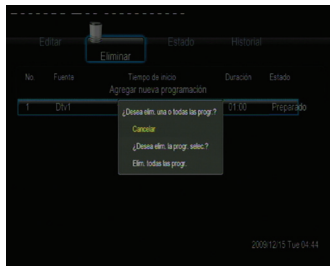 Editar Estado Historial
Eliminar
No. Fuente Tiempo de inicio Duración Estado
Agregar nueva programación
1 Dtv1 01:00 Preparado
¿Desea elim. una o todas las progr.?
Cancelar
¿Desea elim. la progr. selec.?
Elim. todas las progr.
2009/12/15 Tue 04:44